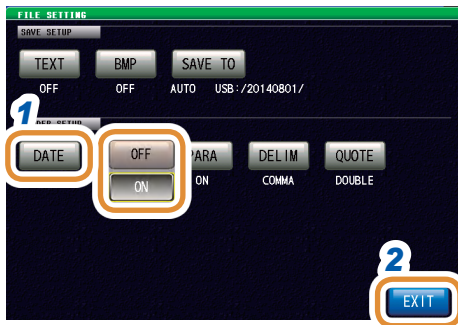 FILE SETTING
SAVE SETUP
TEXT BMP SAVE TO
OFF OFF AUTO USB:/20140801/
1
SETUP
DATE OFF DELIM QUOTE
ON ON COMMA DOUBLE
2
EXIT